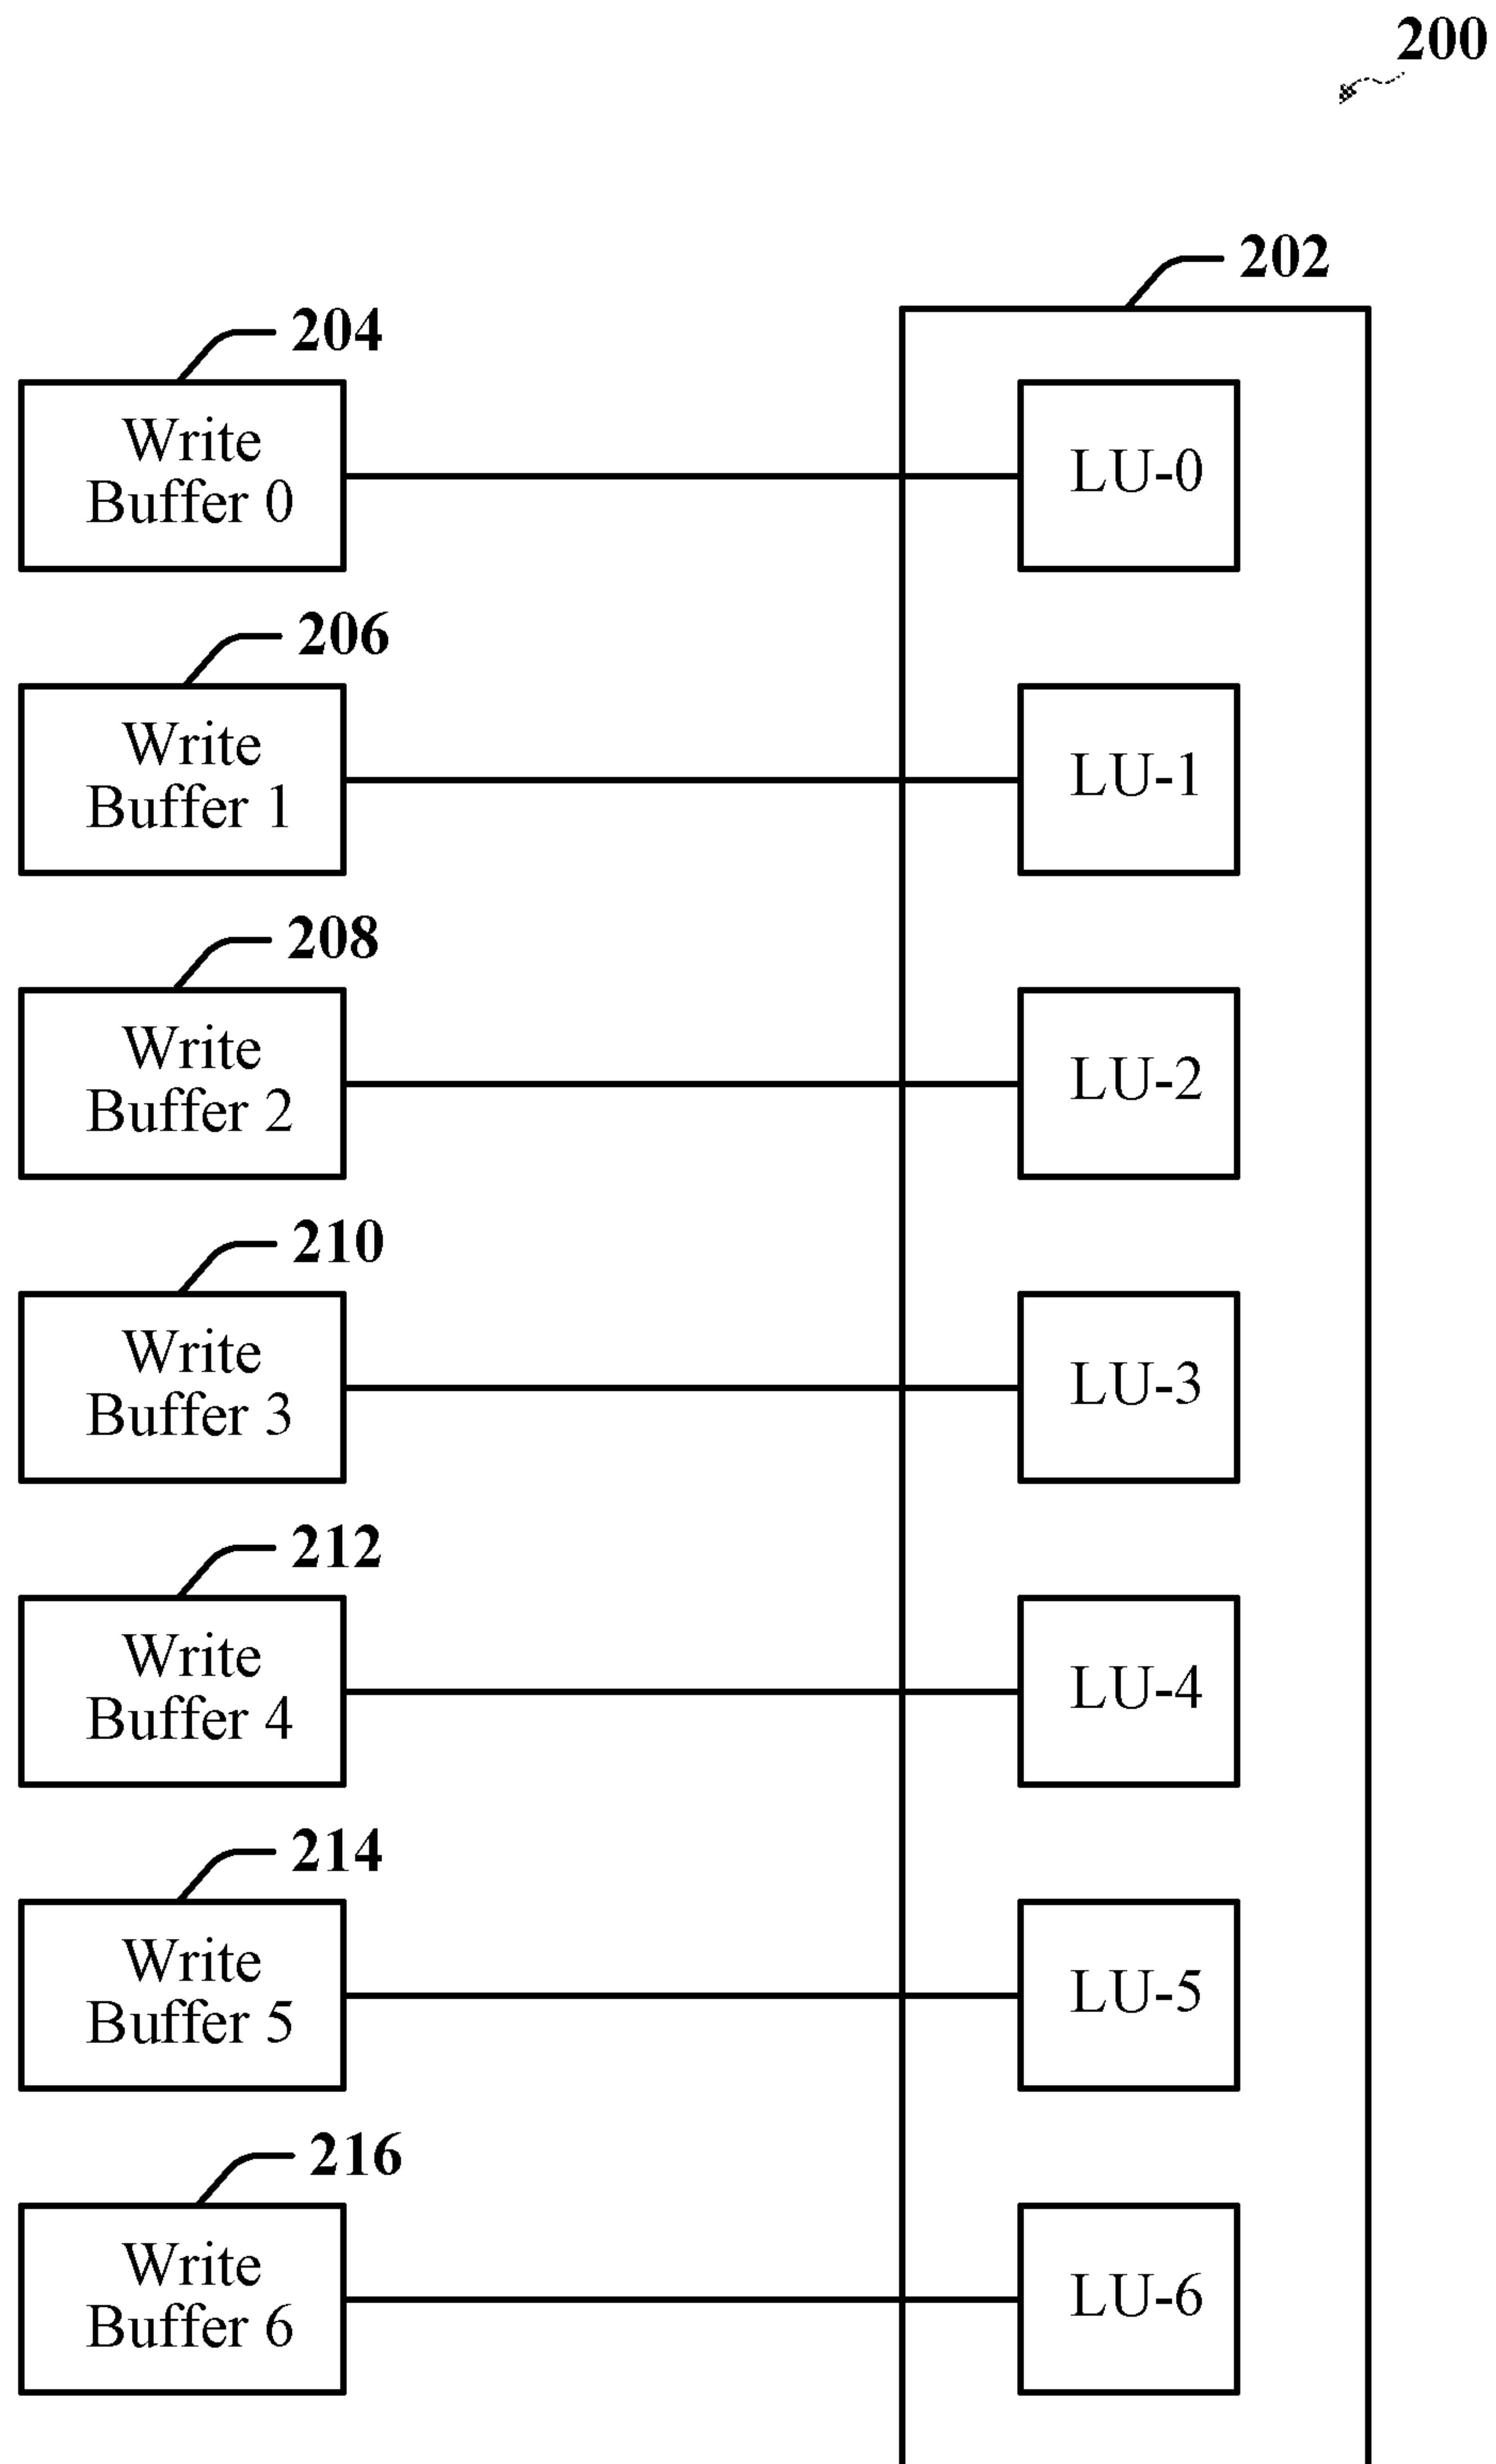 200
202
204
Write
Buffer 0
LU-0
206
Write
Buffer 1
LU-1
208
Write
Buffer 2
LU-2
210
Write
Buffer 3
LU-3
212
Write
Buffer 4
LU-4
214
Write
Buffer 5
LU-5
216
Write
Buffer 6
LU-6